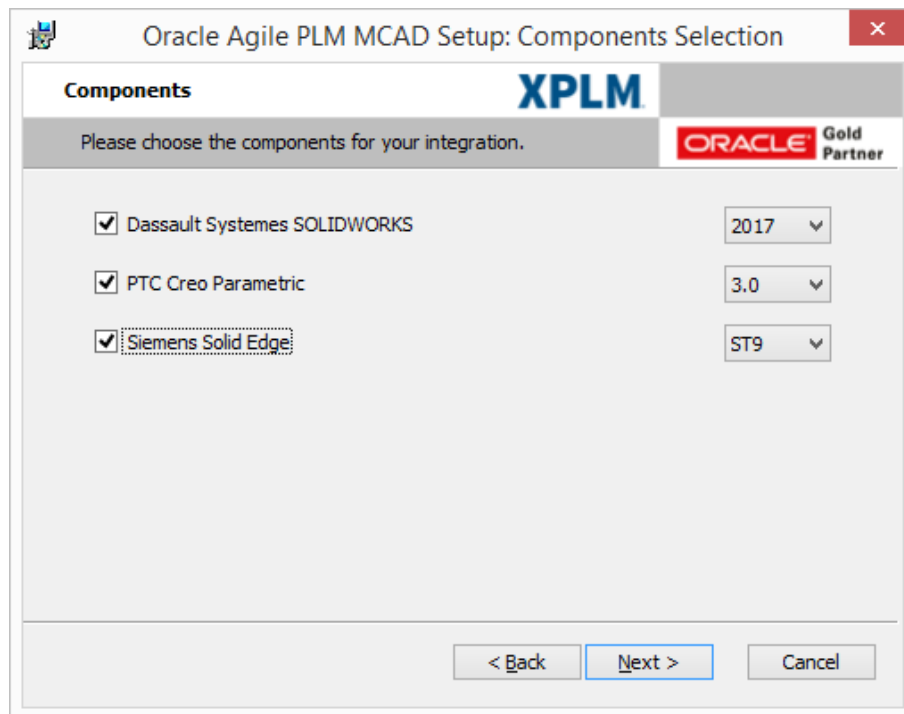 Oracle Agile PLM MCAD Setup: Components Selection
Components
XPLM
Please choose the components for your integration.
ORACLE Gold Partner
Dassault Systemes SOLIDWORKS 2017
PTC Creo Parametric 3.0
Siemens Solid Edge ST9
< Back Next > Cancel